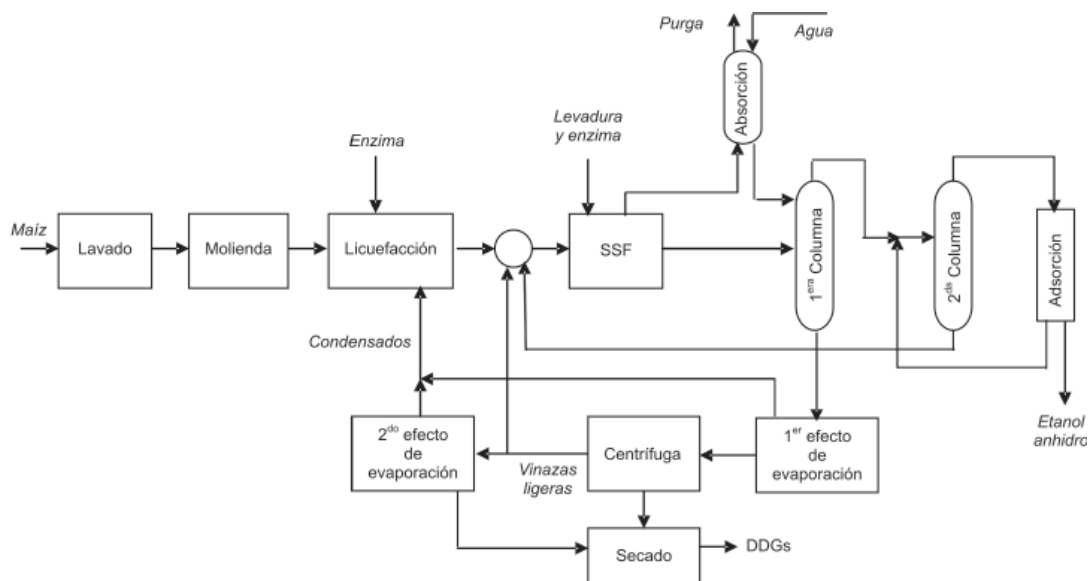 Purga
Agua
Absorción
Levadura
y enzima
Enzima
Maíz
Lavado
Molienda
Licuefacción
SSF
1era Columna
2da Columna
Adsorción
Condensados
Etanol
anhidro
2do efecto
de
evaporación
Vinazas
ligeras
Centrífuga
1er efecto
de
evaporación
Secado
DDGs